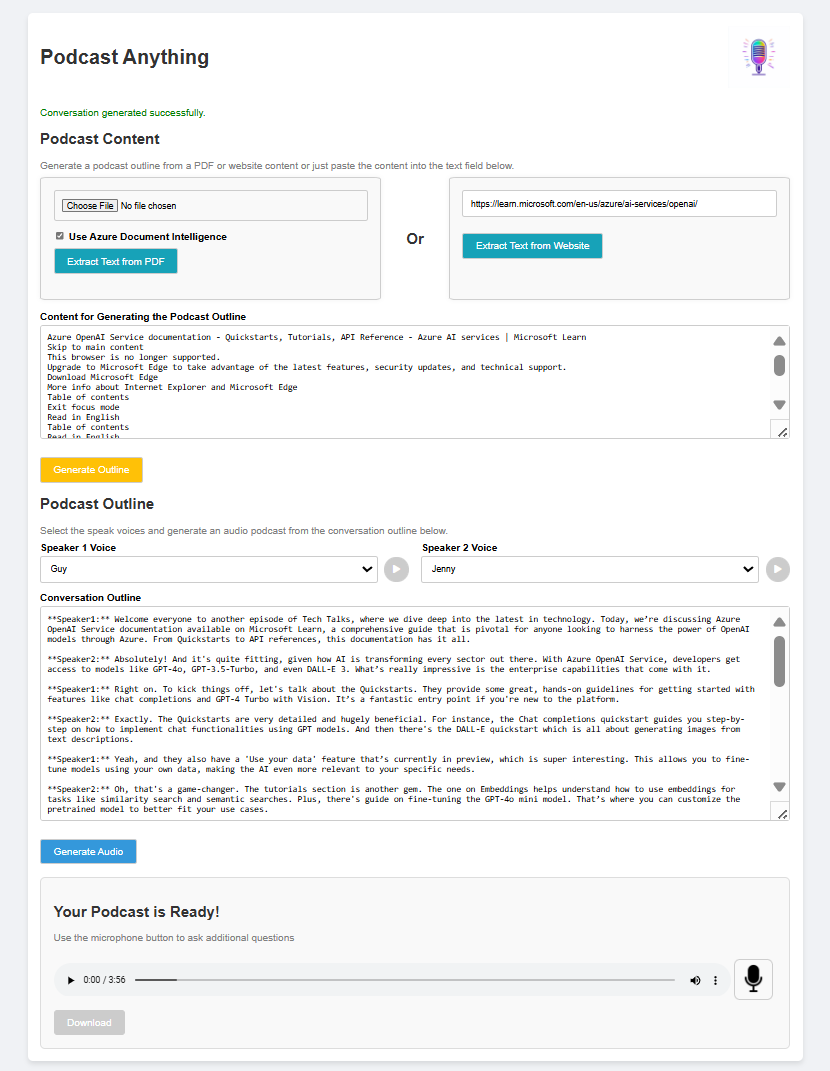 Podcast Anything
Conversation generated successfully.
Podcast Content
Generate a podcast outline from a PDF or website content or just paste the content into the text field below.
Choose File No file chosen
Use Azure Document Intelligence
Extract Text from PDF
Or
https://learn.microsoft.com/en-us/azure/ai-services/openai/
Extract Text from Website
Content for Generating the Podcast Outline
Azure OpenAI Service documentation - Quickstarts, Tutorials, API Reference - Azure AI services | Microsoft Learn
Skip to main content
This browser is no longer supported.
Upgrade to Microsoft Edge to take advantage of the latest features, security updates, and technical support.
Download Microsoft Edge
More info about Internet Explorer and Microsoft Edge
Table of contents
Exit focus mode
Read in English
Table of contents
Read in English
Generate Outline
Podcast Outline
Select the speak voices and generate an audio podcast from the conversation outline below.
Speaker 1 Voice
Guy
Speaker 2 Voice
Jenny
Conversation Outline
**Speaker1:** Welcome everyone to another episode of Tech Talks, where we dive deep into the latest in technology. Today, we're discussing Azure
OpenAI Service documentation available on Microsoft Learn, a comprehensive guide that is pivotal for anyone looking to harness the power of OpenAI
models through Azure. From Quickstarts to API references, this documentation has it all.
**Speaker2:** Absolutely! And it's quite fitting, given how AI is transforming every sector out there. With Azure OpenAI Service, developers get
access to models like GPT-4o, GPT-3.5-Turbo, and even DALL-E 3. What's really impressive is the enterprise capabilities that come with it.
**Speaker1:** Right on. To kick things off, let's talk about the Quickstarts. They provide some great, hands-on guidelines for getting started with
features like chat completions and GPT-4 Turbo with Vision. It's a fantastic entry point if you're new to the platform.
**Speaker2:** Exactly. The Quickstarts are very detailed and hugely beneficial. For instance, the Chat completions quickstart guides you step-by-
step on how to implement chat functionalities using GPT models. And then there's the DALL-E quickstart which is all about generating images from
text descriptions.
**Speaker1:** Yeah, and they also have a 'Use your data' feature that's currently in preview, which is super interesting. This allows you to fine-
tune models using your own data, making the AI even more relevant to your specific needs.
**Speaker2:** Oh, that's a game-changer. The tutorials section is another gem. The one on Embeddings helps understand how to use embeddings for
tasks like similarity search and semantic searches. Plus, there's guide on fine-tuning the GPT-4o mini model. That's where you can customize the
pretrained model to better fit your use cases.
Generate Audio
Your Podcast is Ready!
Use the microphone button to ask additional questions
0:00 / 3:56
Download